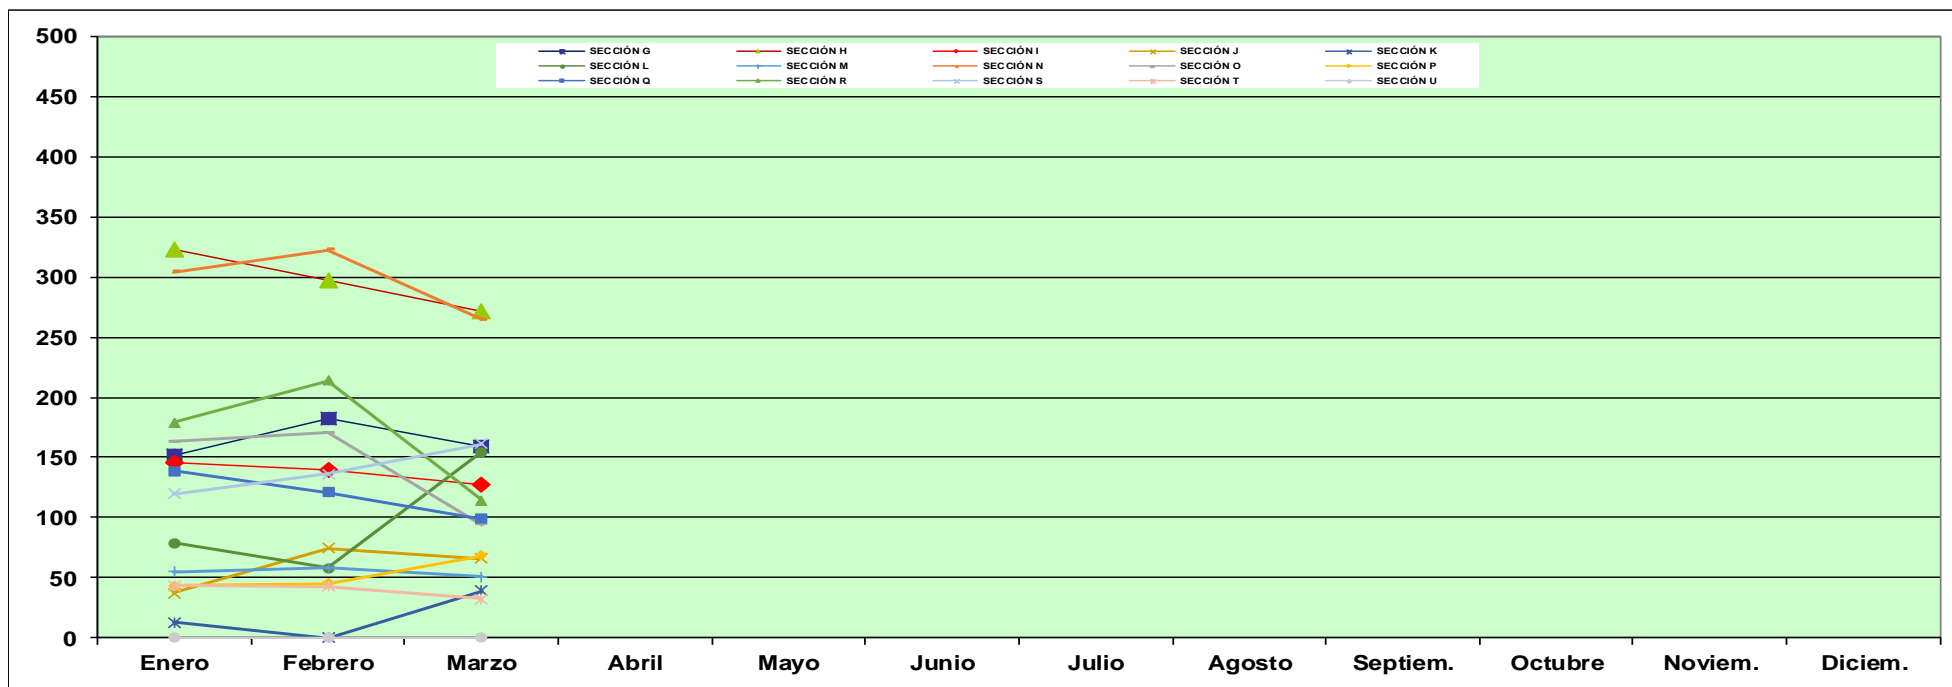 500
SECCIÓN G SECCIÓN H SECCIÓN I SECCIÓN J SECCIÓN K
SECCIÓN L SECCIÓN M SECCIÓN N SECCIÓN O SECCIÓN P
SECCIÓN Q SECCIÓN R SECCIÓN S SECCIÓN T SECCIÓN U
450
400
350
300
250
200
150
100
50
0
Enero Febrero Marzo Abril Mayo Junio Julio Agosto Septiem. Octubre Noviem. Diciem.